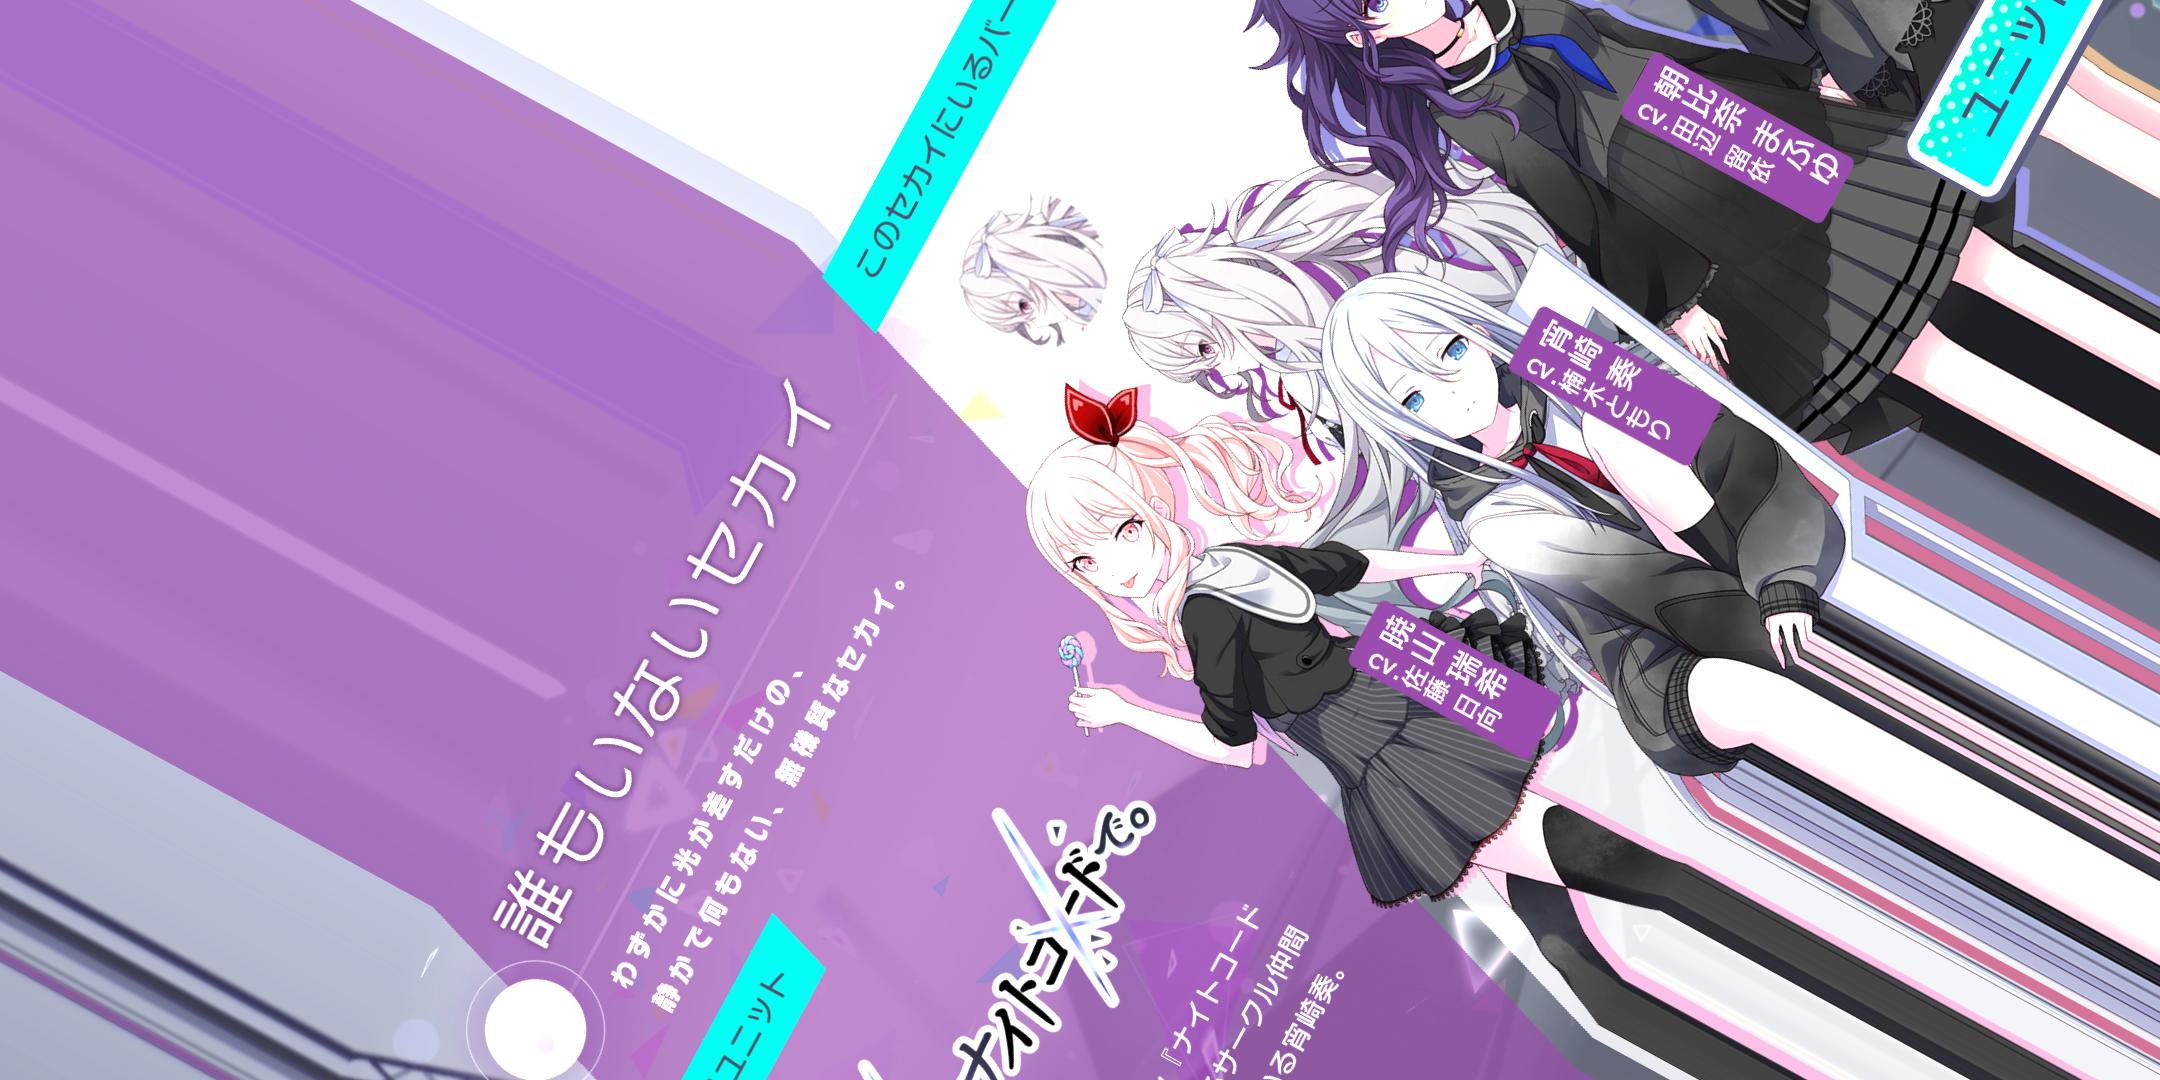 誰もいないセカイ
わずかに光が差すだけの、
静かで何もない、無機質なセカイ。
このセカイにいるバー
ユニット
ナイトコードで。
『ナイトコード
サークル仲間
る宵崎奏。
暁山 瑞希
CV.佐藤 日向
宵崎 奏
CV.楠木ともり
朝比奈 まふゆ
CV.田辺 留依
ユニット